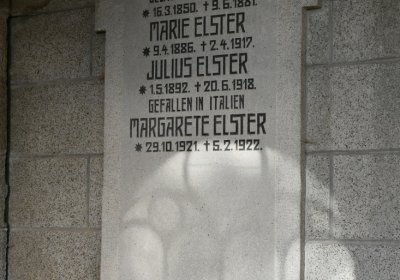 * 16.3.1850. † 9.6.1881.
MARIE ELSTER
* 9.4.1886. † 2.4.1917.
JULIUS ELSTER
* 1.5.1892. † 20.6.1918.
GEFALLEN IN ITALIEN
MARGARETE ELSTER
* 29.10.1921. † 5.2.1922.